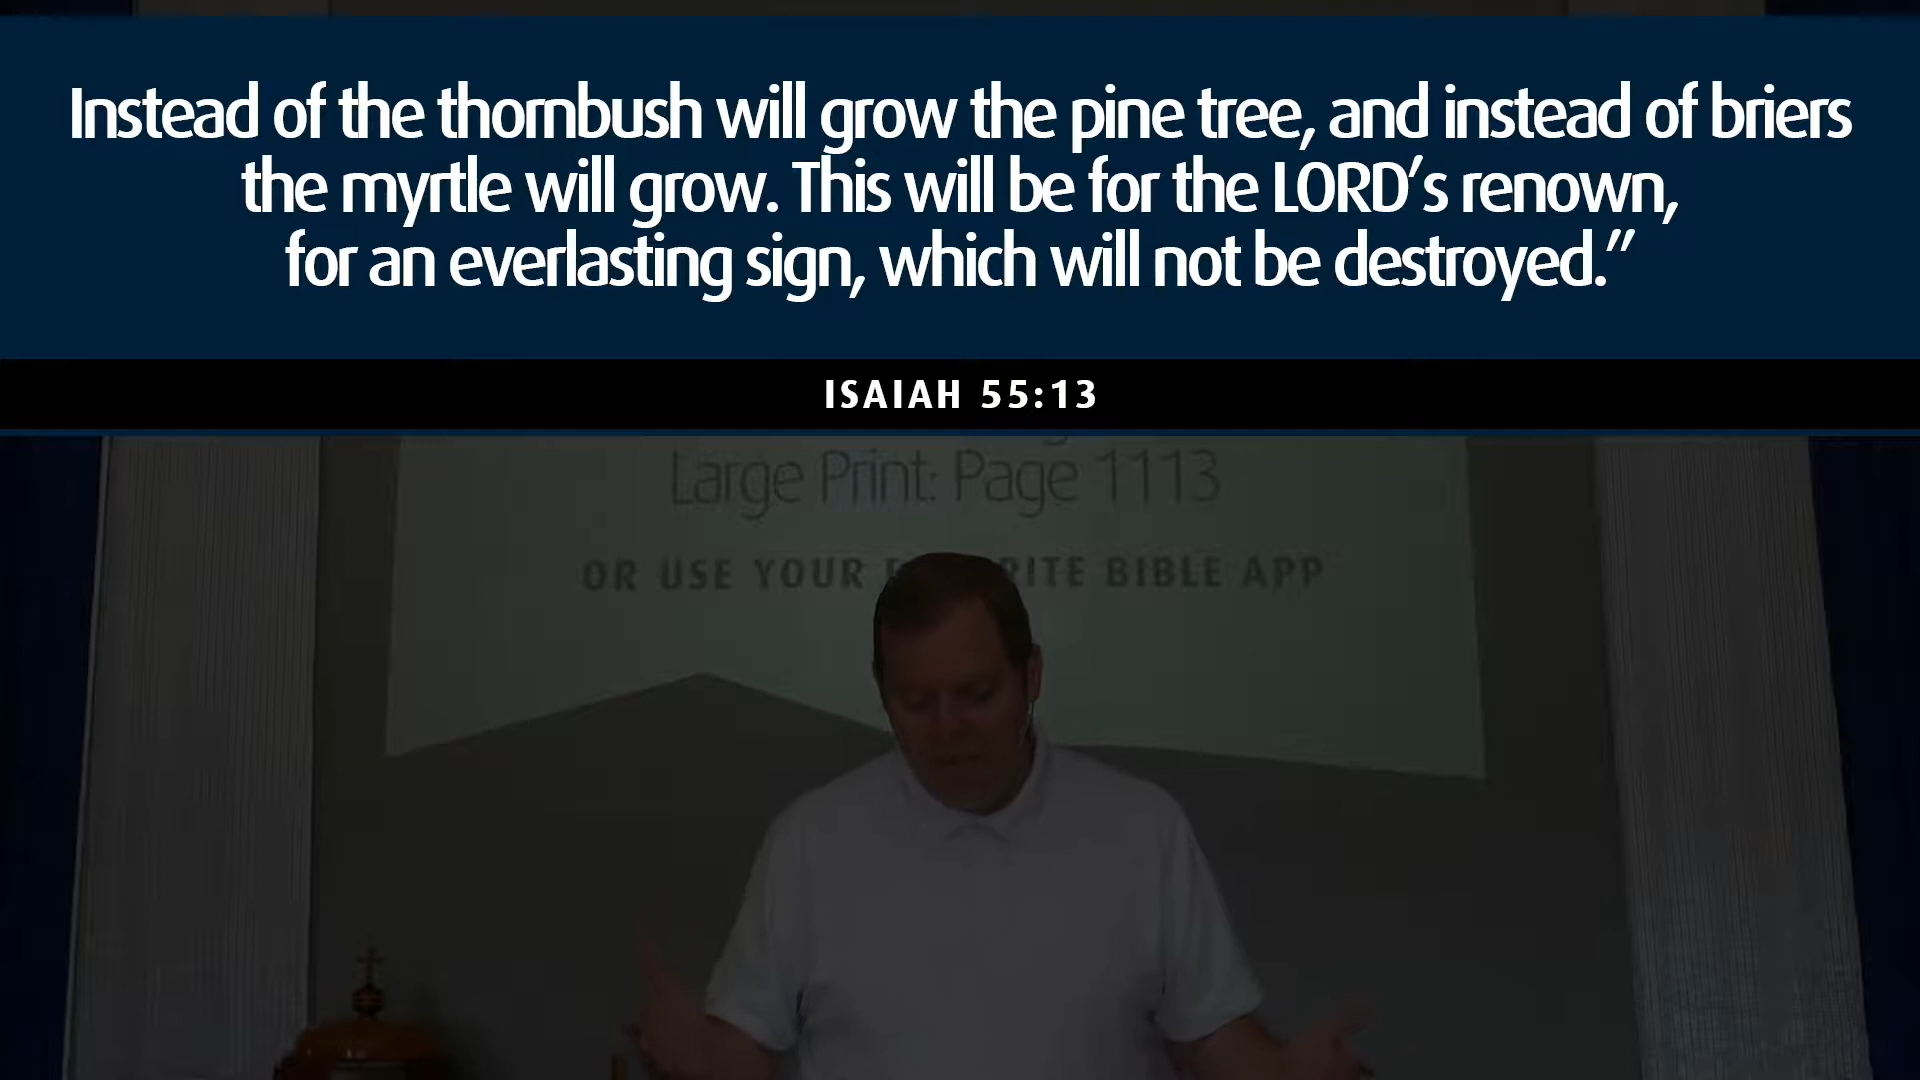 Instead of the thornbush will grow the pine tree, and instead of briers
the myrtle will grow. This will be for the LORD’s renown,
for an everlasting sign, which will not be destroyed.”
ISAIAH 55:13
Large Print: Page 1113
OR USE YOUR BIBLE APP